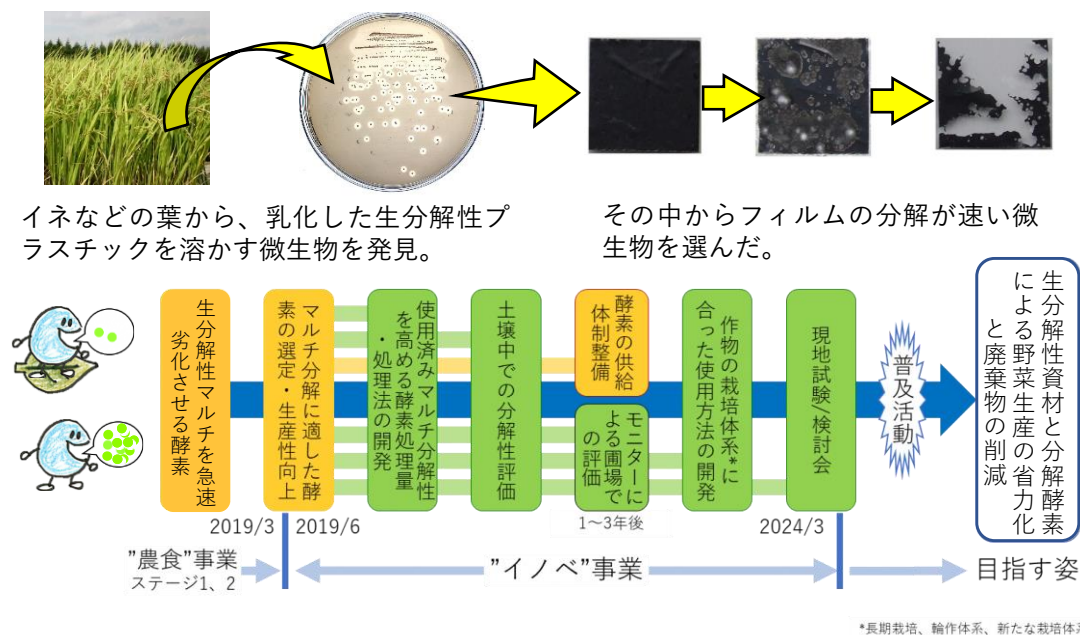 イネなどの葉から、乳化した生分解性プ
ラスチックを溶かす微生物を発見。
その中からフィルムの分解が速い微
生物を選んだ。
生分解性マルチを急速
劣化させる酵素
マルチ分解に適した酵
素の選定・生産性向上
使用済みマルチ分解性
を高める酵素処理量
・処理法の開発
土壌中での分解性評価
酵素の供給
体制整備
モニターに
よる圃場で
の評価
作物の栽培体系*に
合った使用方法の開発
現地試験/検討会
普及活動
生分解性資材と分解酵素
による野菜生産の省力化
と廃棄物の削減
2019/3
2019/6
1～3年後
2024/3
”農食”事業
ステージ1、2
”イノベ”事業
目指す姿
*長期栽培、輪作体系、新たな栽培体